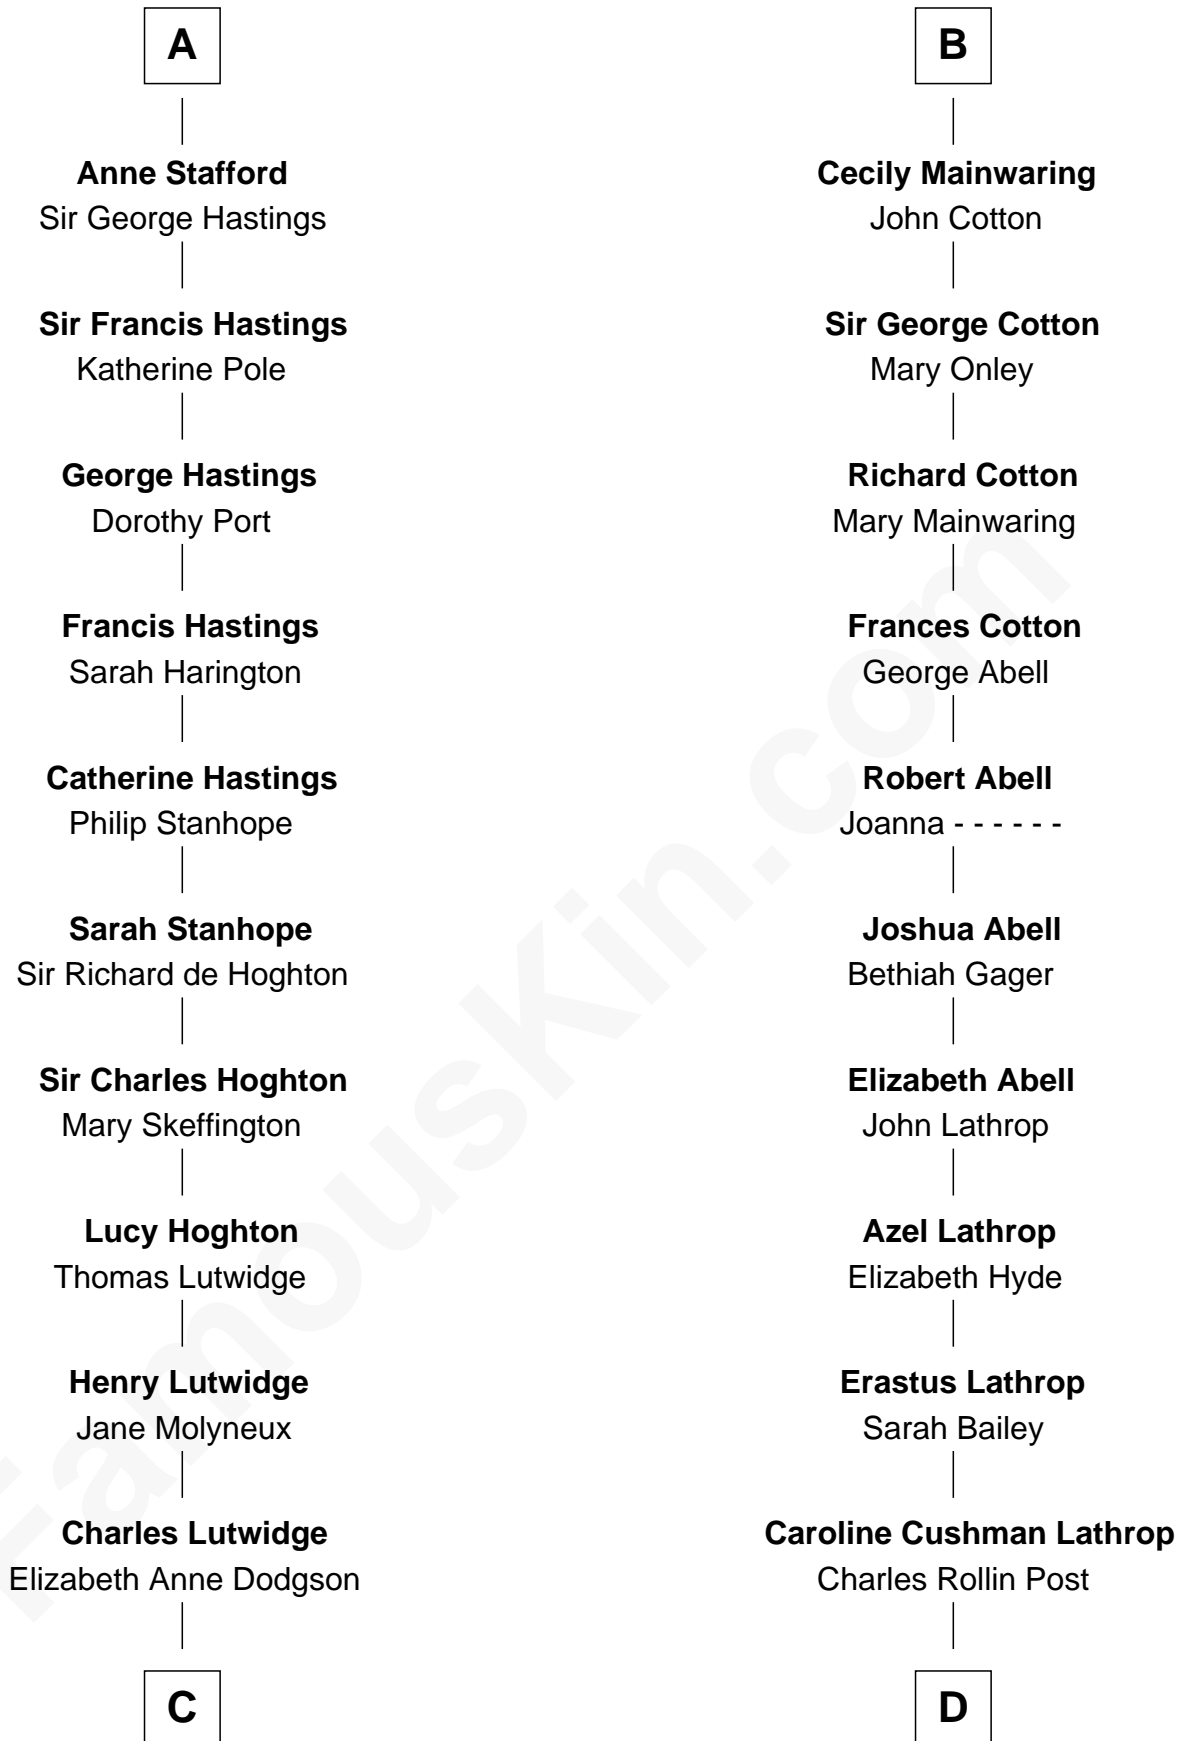 A
Anne Stafford
Sir George Hastings
Sir Francis Hastings
Katherine Pole
George Hastings
Dorothy Port
Francis Hastings
Sarah Harington
Catherine Hastings
Philip Stanhope
Sarah Stanhope
Sir Richard de Hoghton
Sir Charles Hoghton
Mary Skeffington
Lucy Hoghton
Thomas Lutwidge
Henry Lutwidge
Jane Molyneux
Charles Lutwidge
Elizabeth Anne Dodgson
C
B
Cecily Mainwaring
John Cotton
Sir George Cotton
Mary Onley
Richard Cotton
Mary Mainwaring
Frances Cotton
George Abell
Robert Abell
Joanna - - - - - -
Joshua Abell
Bethiah Gager
Elizabeth Abell
John Lathrop
Azel Lathrop
Elizabeth Hyde
Erastus Lathrop
Sarah Bailey
Caroline Cushman Lathrop
Charles Rollin Post
D
FamousKin.com